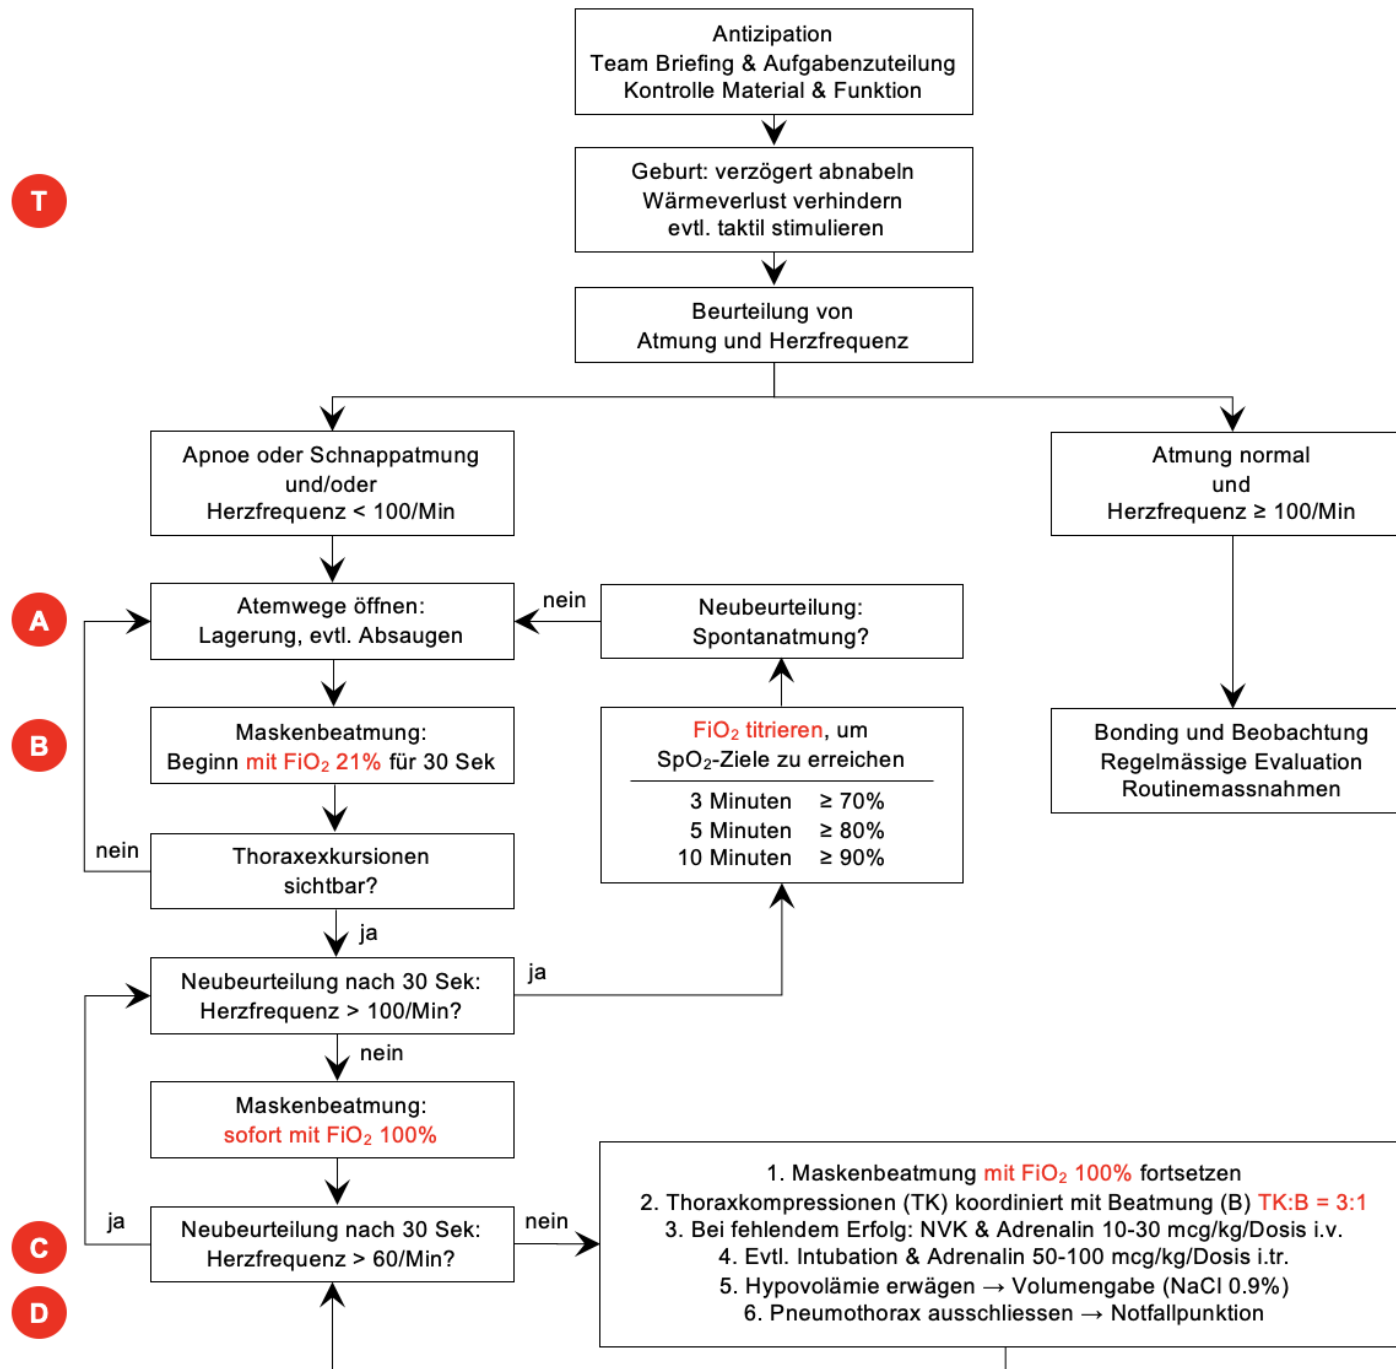 Antizipation
Team Briefing & Aufgabenzuteilung
Kontrolle Material & Funktion
T
Geburt: verzögert abnabeln
Wärmeverlust verhindern
evtl. taktil stimulieren
Beurteilung von
Atmung und Herzfrequenz
Apnoe oder Schnappatmung
und/oder
Herzfrequenz < 100/Min
Atmung normal
und
Herzfrequenz ≥ 100/Min
A
Atemwege öffnen:
Lagerung, evtl. Absaugen
nein
Neubeurteilung:
Spontanatmung?
B
Maskenbeatmung:
Beginn mit FiO₂ 21% für 30 Sek
FiO₂ titrieren, um
SpO₂-Ziele zu erreichen
3 Minuten ≥ 70%
5 Minuten ≥ 80%
10 Minuten ≥ 90%
Bonding und Beobachtung
Regelmässige Evaluation
Routinemassnahmen
nein
Thoraxexkursionen
sichtbar?
ja
Neubeurteilung nach 30 Sek:
Herzfrequenz > 100/Min?
ja
nein
Maskenbeatmung:
sofort mit FiO₂ 100%
ja
C
D
Neubeurteilung nach 30 Sek:
Herzfrequenz > 60/Min?
nein
1. Maskenbeatmung mit FiO₂ 100% fortsetzen
2. Thoraxkompressionen (TK) koordiniert mit Beatmung (B) TK:B = 3:1
3. Bei fehlendem Erfolg: NVK & Adrenalin 10-30 mcg/kg/Dosis i.v.
4. Evtl. Intubation & Adrenalin 50-100 mcg/kg/Dosis i.tr.
5. Hypovolämie erwägen → Volumengabe (NaCl 0.9%)
6. Pneumothorax ausschliessen → Notfallpunktion